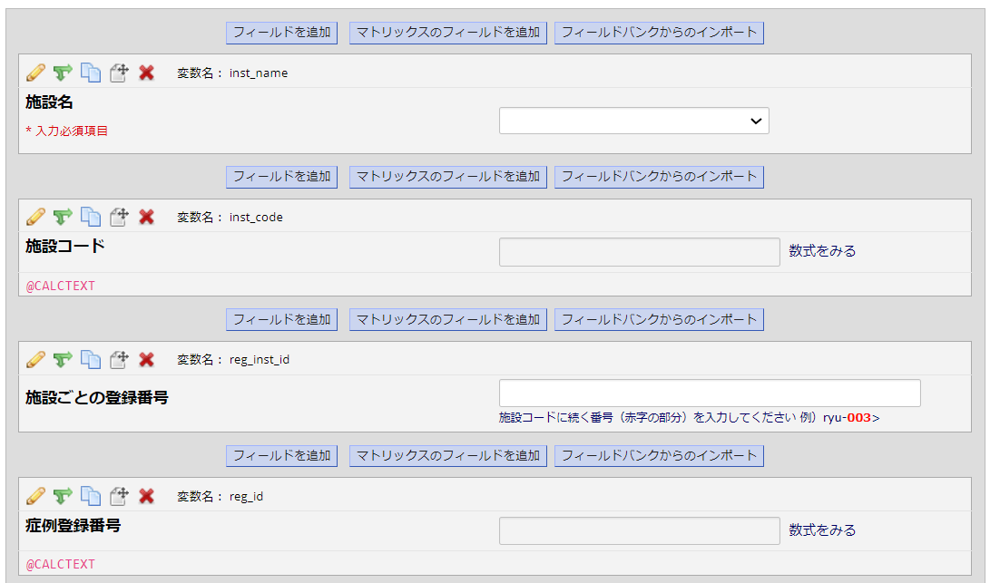 フィールドを追加 マトリックスのフィールドを追加 フィールドバンクからのインポート
変数名： inst_name
施設名
* 入力必須項目
フィールドを追加 マトリックスのフィールドを追加 フィールドバンクからのインポート
変数名： inst_code
施設コード
数式をみる
@CALCTEXT
フィールドを追加 マトリックスのフィールドを追加 フィールドバンクからのインポート
変数名： reg_inst_id
施設ごとの登録番号
施設コードに続く番号（赤字の部分）を入力してください 例）ryu-003>
フィールドを追加 マトリックスのフィールドを追加 フィールドバンクからのインポート
変数名： reg_id
症例登録番号
数式をみる
@CALCTEXT